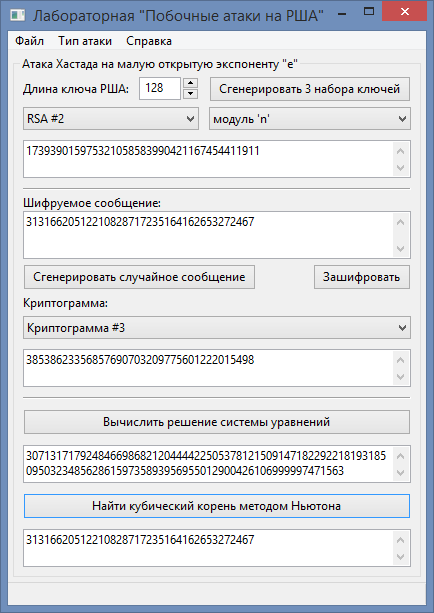 Лабораторная "Побочные атаки на РША"
Файл Тип атаки Справка
Атака Хастада на малую открытую экспоненту "e"
Длина ключа РША: 128 Сгенерировать 3 набора ключей
RSA #2 модуль 'n'
173939015975321058583990421167454411911
Шифруемое сообщение:
313166205122108287172351641626532724​67
Сгенерировать случайное сообщение Зашифровать
Криптограмма:
Криптограмма #3
38538623356857690703209775601222015498
Вычислить решение системы уравнений
307131717924846698682120444422505378121509147182292218193185
09503234856286159735893956955012900426106999997471563
Найти кубический корень методом Ньютона
31316620512210828717235164162653272467